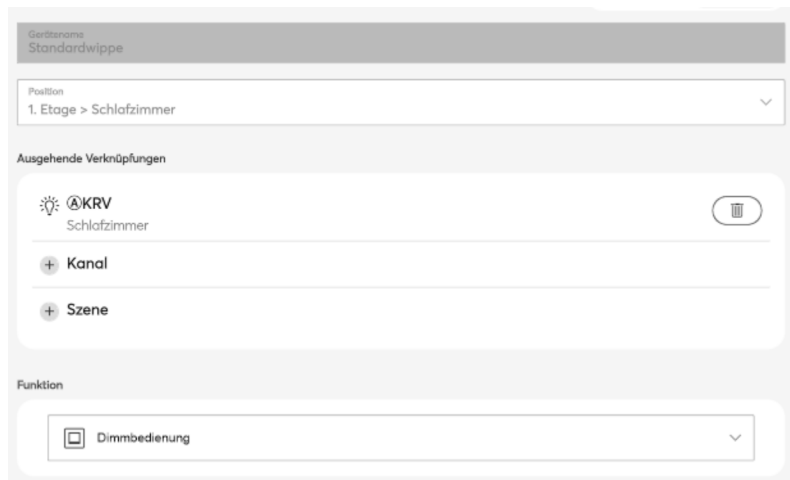 Gerätename
Standardwippe
Position
1. Etage > Schlafzimmer
Ausgehende Verknüpfungen
ⒶKRV
Schlafzimmer
+ Kanal
+ Szene
Funktion
Dimmbedienung